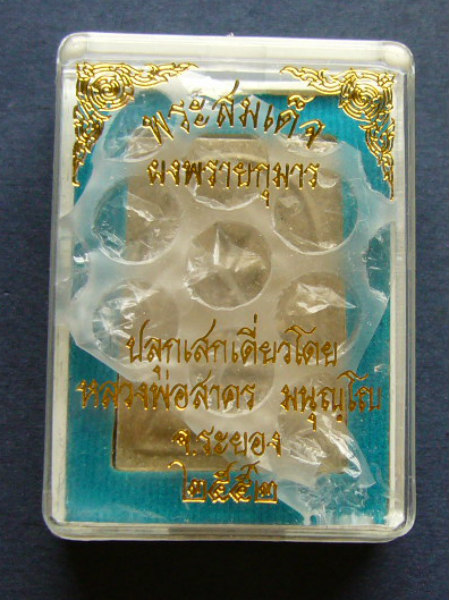 พระสมเด็จ
ผงพรายกุมาร
ปลุกเสกเดี่ยวโดย
หลวงพ่อสาคร มนุญฺโญ
จ.ระยอง
๒๕๕๒